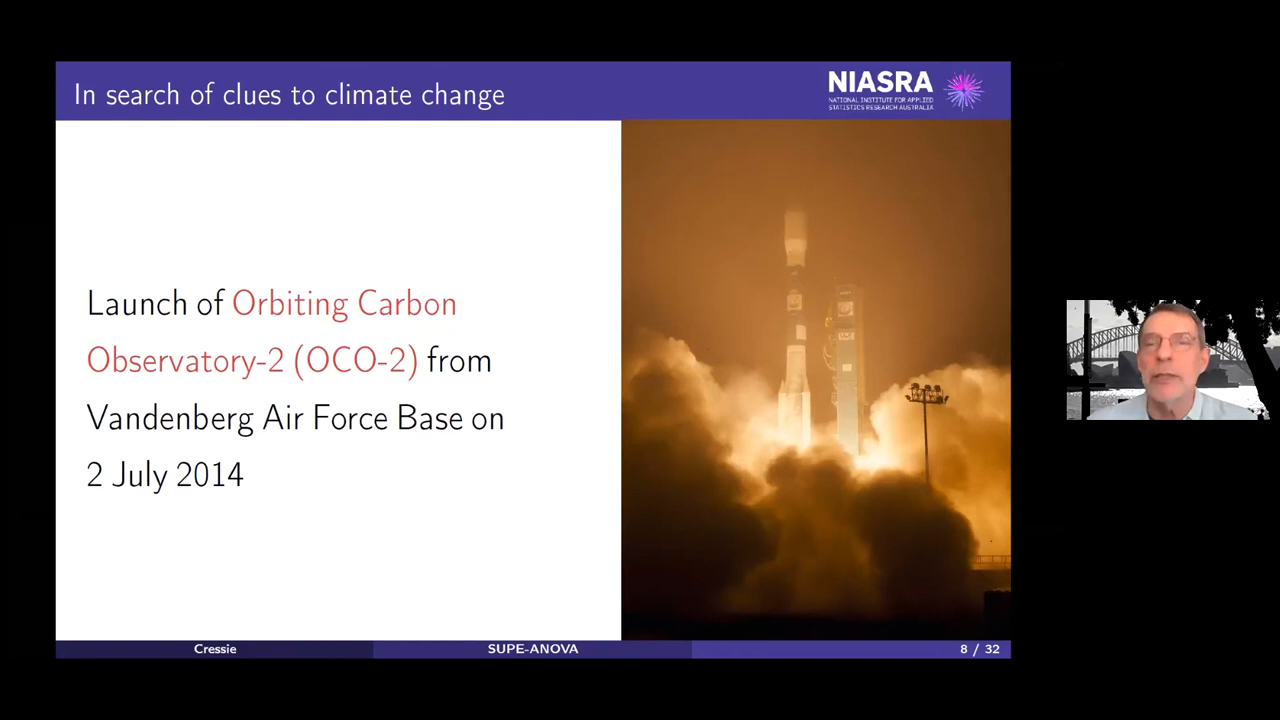 In search of clues to climate change
NIASRA
NATIONAL INSTITUTE FOR APPLIED
STATISTICS RESEARCH AUSTRALIA
Launch of Orbiting Carbon
Observatory-2 (OCO-2) from
Vandenberg Air Force Base on
2 July 2014
Cressie
SUPE-ANOVA
8 / 32